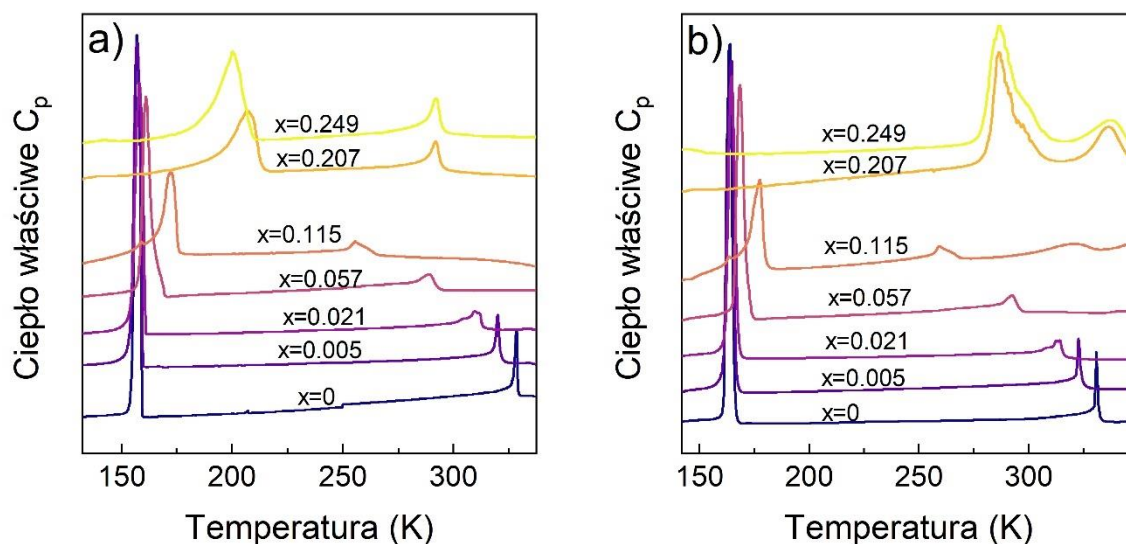 a)
Ciepło właściwe Cₚ
x=0.249
x=0.207
x=0.115
x=0.057
x=0.021
x=0.005
x=0
150 200 250 300
Temperatura (K)
b)
Ciepło właściwe Cₚ
x=0.249
x=0.207
x=0.115
x=0.057
x=0.021
x=0.005
x=0
150 200 250 300
Temperatura (K)